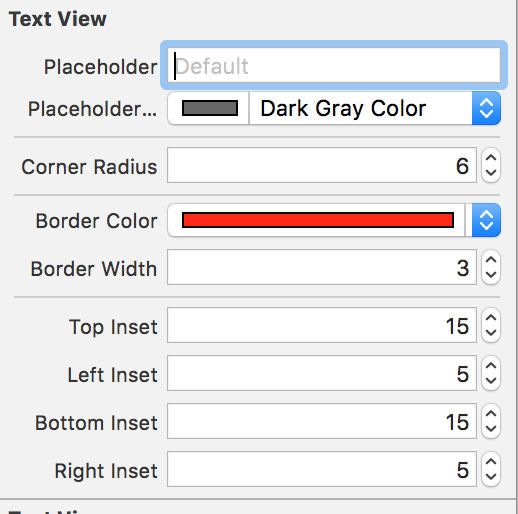 Text View
Placeholder Default
Placeholder... Dark Gray Color
Corner Radius 6
Border Color
Border Width 3
Top Inset 15
Left Inset 5
Bottom Inset 15
Right Inset 5